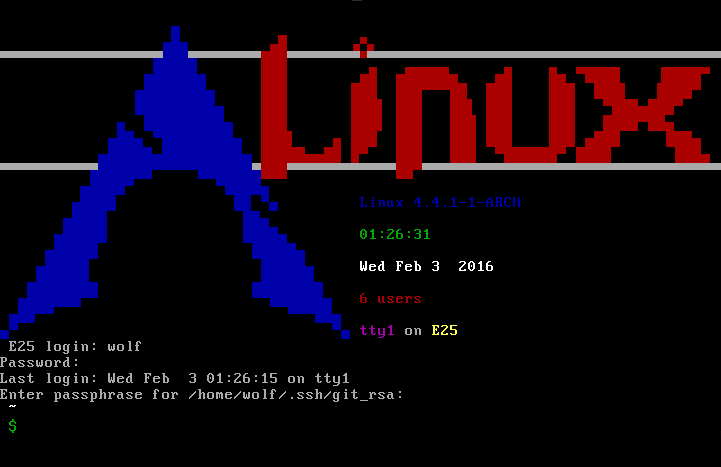 Linux
Linux 4.4.1-1-ARCH
01:26:31
Wed Feb 3  2016
6 users
tty1 on E25
E25 login: wolf
Password:
Last login: Wed Feb  3 01:26:15 on tty1
Enter passphrase for /home/wolf/.ssh/git_rsa:
~
$